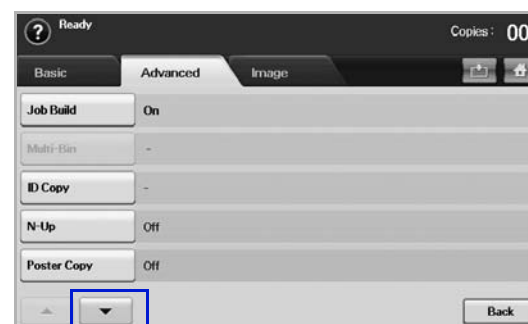 ? Ready Copies : 00
Basic Advanced Image
Job Build On
Multi-Bin -
ID Copy -
N-Up Off
Poster Copy Off
Back